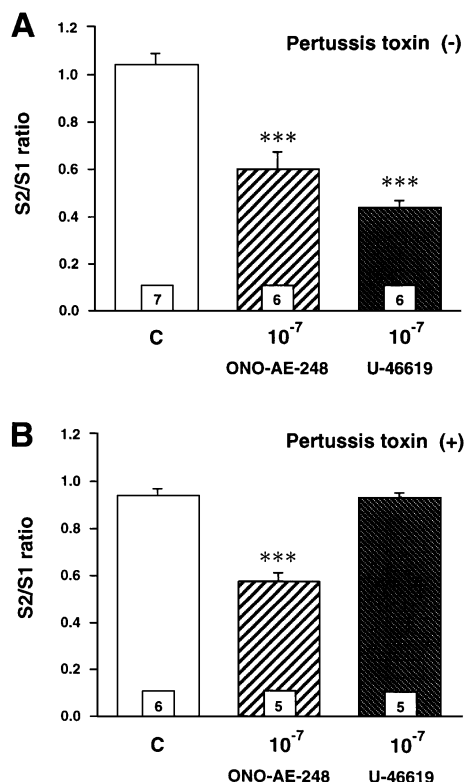 A
Pertussis toxin (-)
S2/S1 ratio
1.2
1.0
0.8
0.6
0.4
0.2
0.0
***
***
7
6
6
C
10⁻⁷
10⁻⁷
ONO-AE-248
U-46619
B
Pertussis toxin (+)
S2/S1 ratio
1.2
1.0
0.8
0.6
0.4
0.2
0.0
***
6
5
5
C
10⁻⁷
10⁻⁷
ONO-AE-248
U-46619